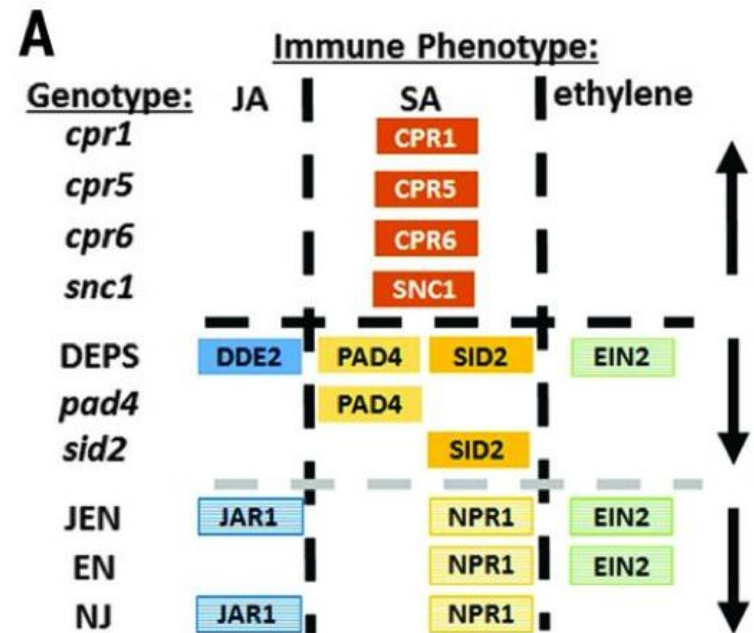 A
Immune Phenotype:
Genotype: JA SA ethylene
cpr1 CPR1
cpr5 CPR5
cpr6 CPR6
snc1 SNC1
DEPS DDE2 PAD4 SID2 EIN2
pad4 PAD4
sid2 SID2
JEN JAR1 NPR1 EIN2
EN NPR1 EIN2
NJ JAR1 NPR1